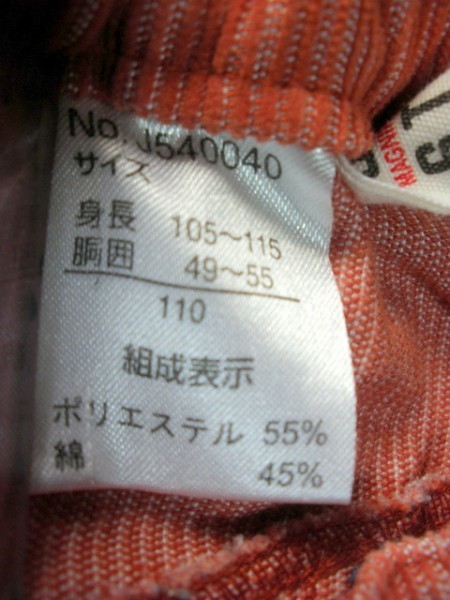 No. J540040
サイズ
身長 105～115
胴囲 49～55
110
組成表示
ポリエステル 55%
綿 45%